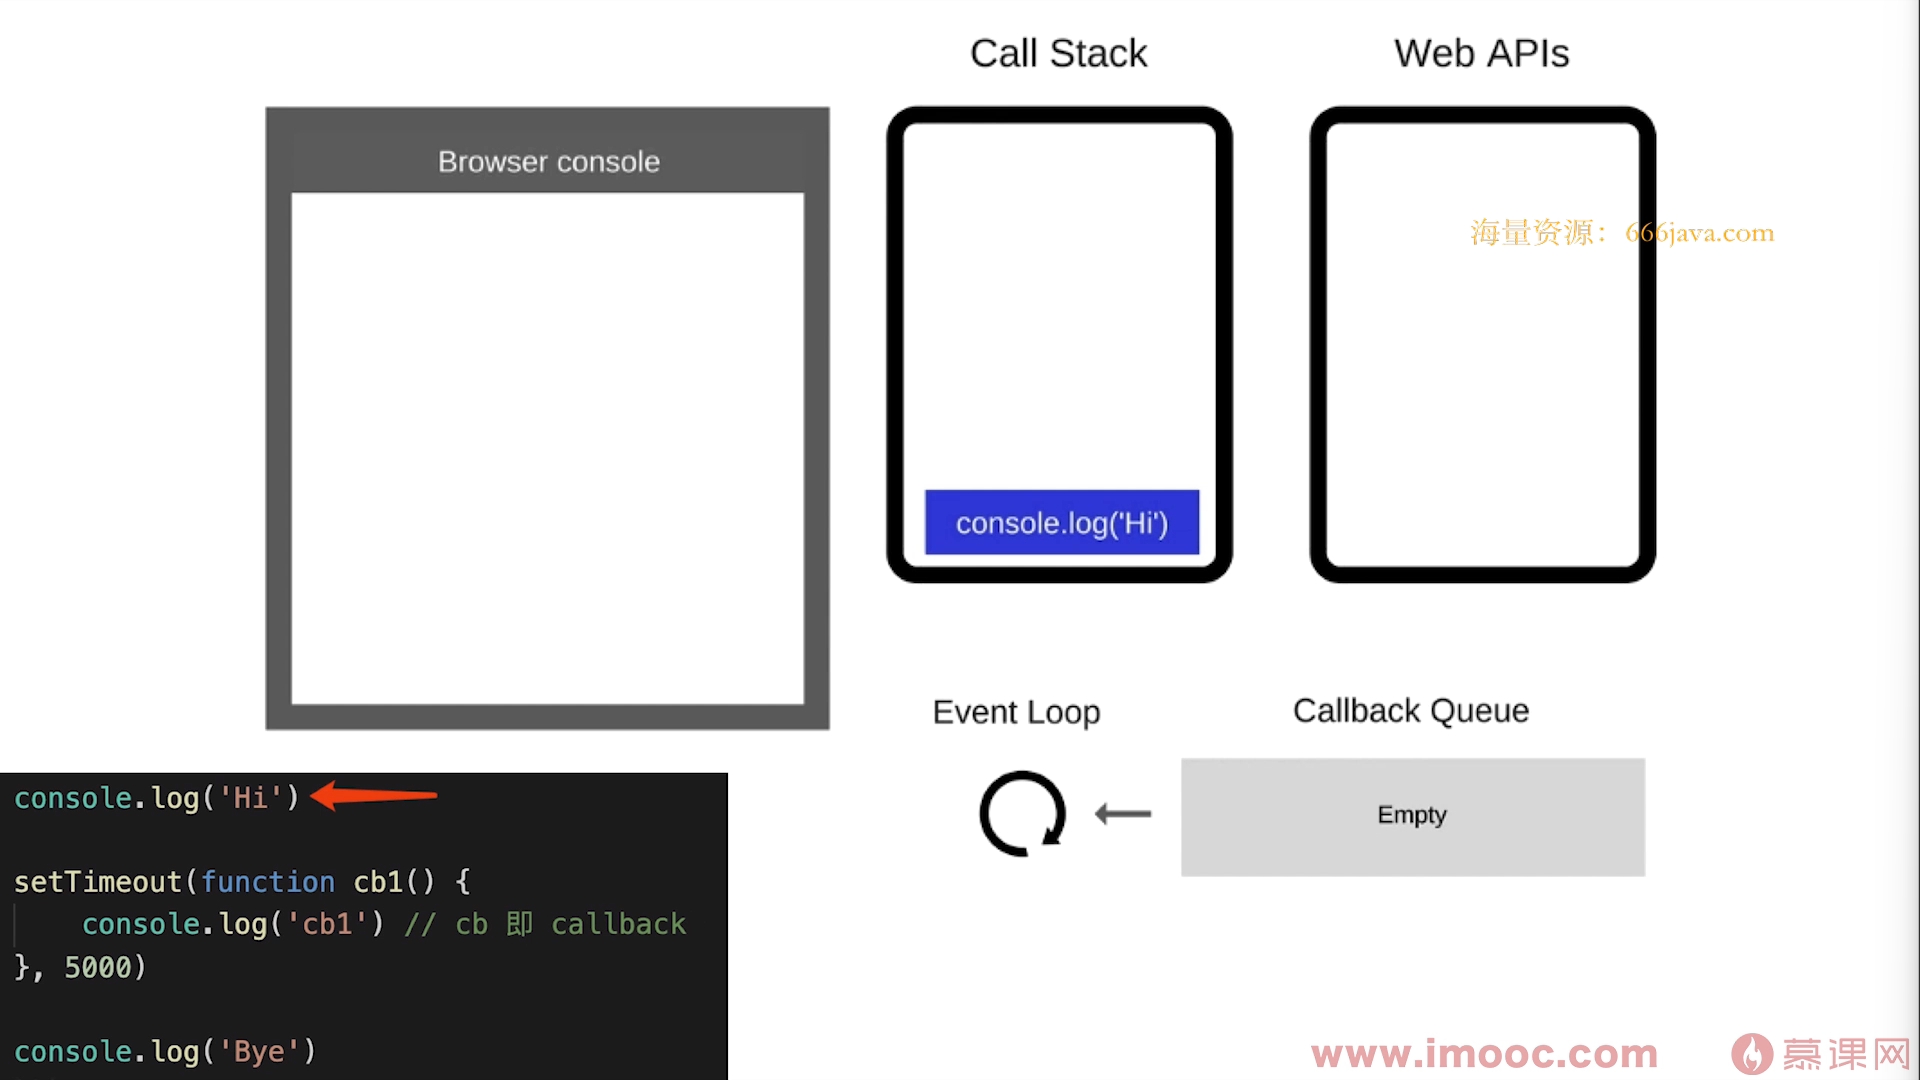 Call Stack
Web APIs
Browser console
海量资源：666java.com
console.log('Hi')
Event Loop
Callback Queue
Empty
console.log('Hi')
setTimeout(function cb1() {
    console.log('cb1') // cb 即 callback
}, 5000)
console.log('Bye')
www.imooc.com
慕课网